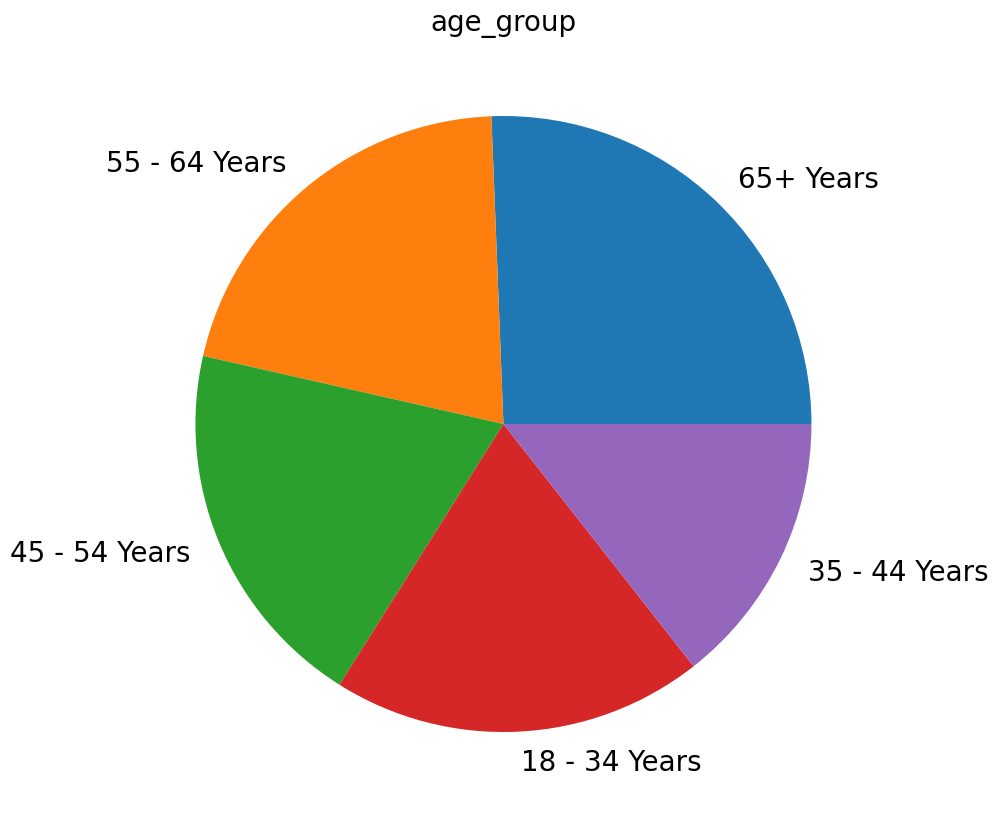 age_group
55 - 64 Years
65+ Years
45 - 54 Years
35 - 44 Years
18 - 34 Years